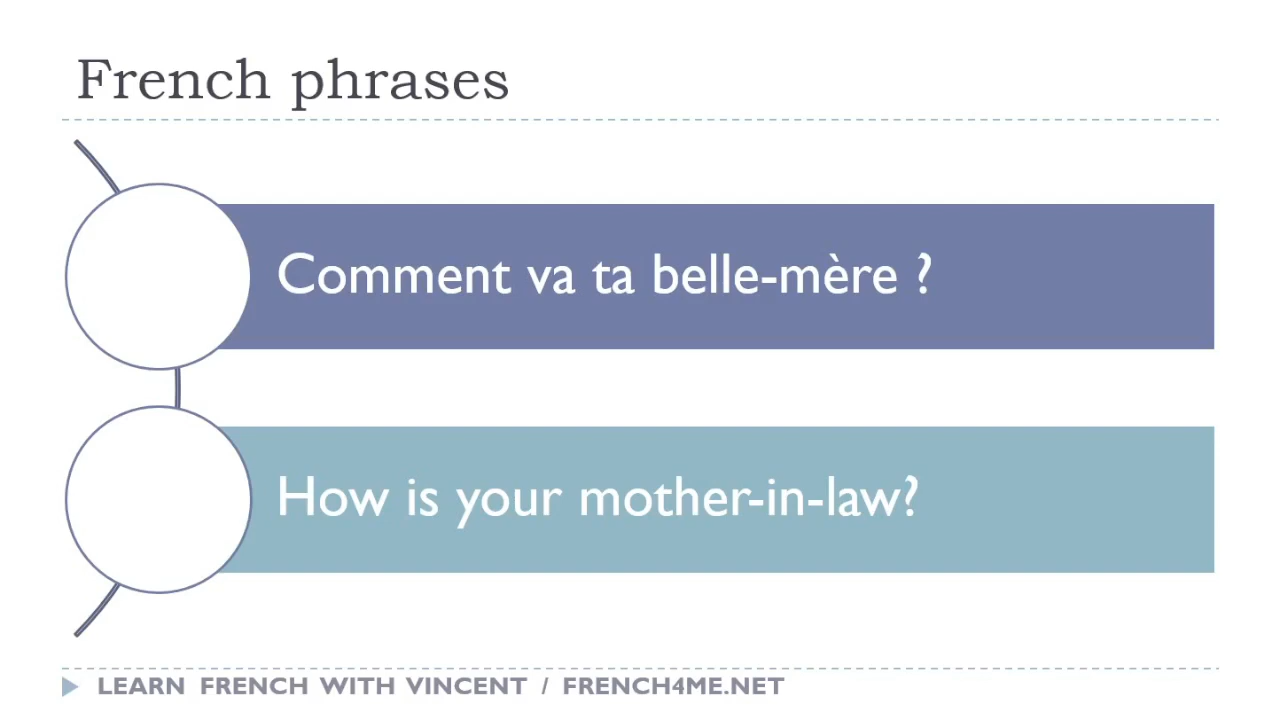 French phrases
Comment va ta belle-mère ?
How is your mother-in-law?
LEARN FRENCH WITH VINCENT / FRENCH4ME.NET